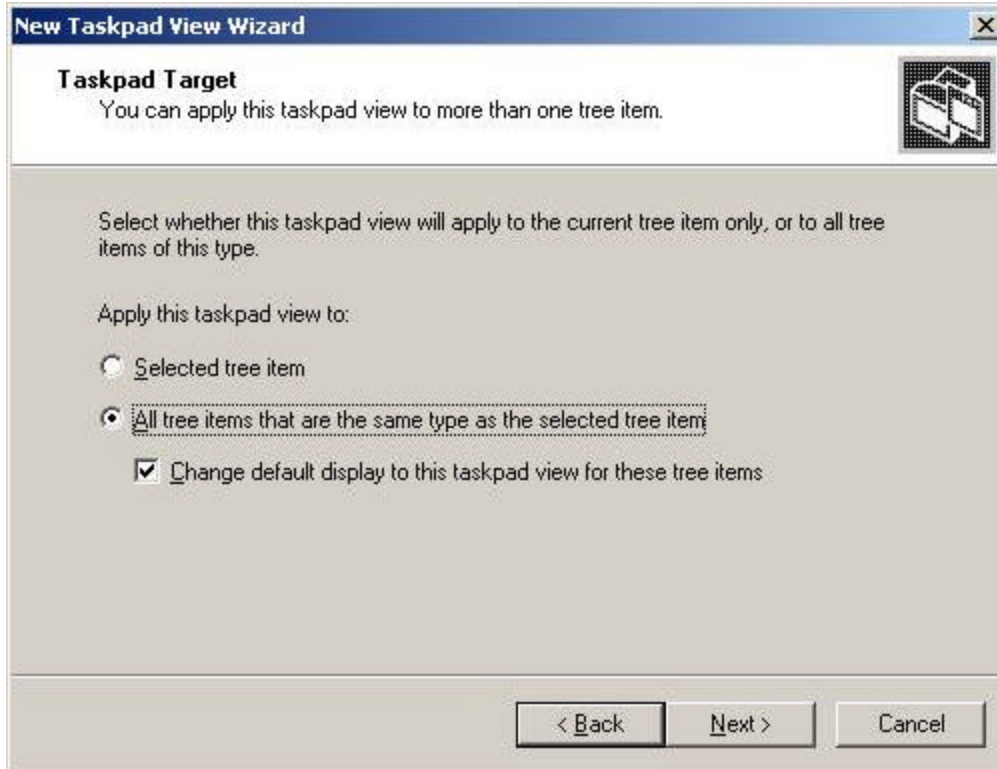 New Taskpad View Wizard
Taskpad Target
You can apply this taskpad view to more than one tree item.
Select whether this taskpad view will apply to the current tree item only, or to all tree
items of this type.
Apply this taskpad view to:
Selected tree item
All tree items that are the same type as the selected tree item
Change default display to this taskpad view for these tree items
< Back
Next >
Cancel